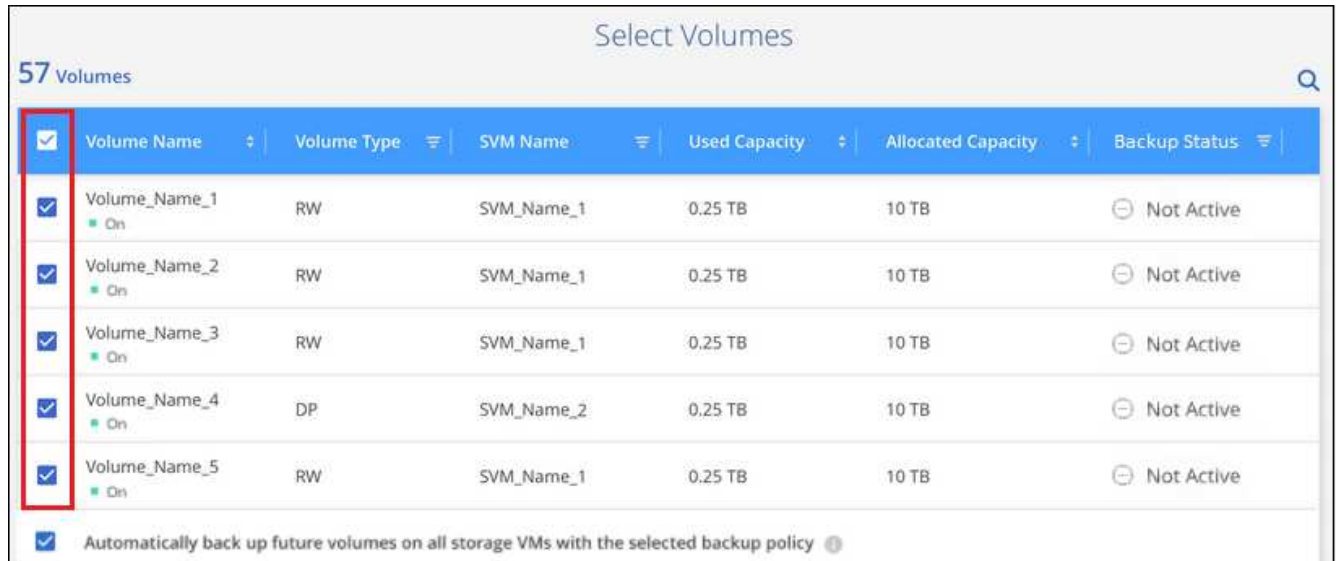 Select Volumes
57 Volumes
Volume Name Volume Type SVM Name Used Capacity Allocated Capacity Backup Status
Volume_Name_1 RW SVM_Name_1 0.25 TB 10 TB Not Active
On
Volume_Name_2 RW SVM_Name_1 0.25 TB 10 TB Not Active
On
Volume_Name_3 RW SVM_Name_1 0.25 TB 10 TB Not Active
On
Volume_Name_4 DP SVM_Name_2 0.25 TB 10 TB Not Active
On
Volume_Name_5 RW SVM_Name_1 0.25 TB 10 TB Not Active
On
Automatically back up future volumes on all storage VMs with the selected backup policy